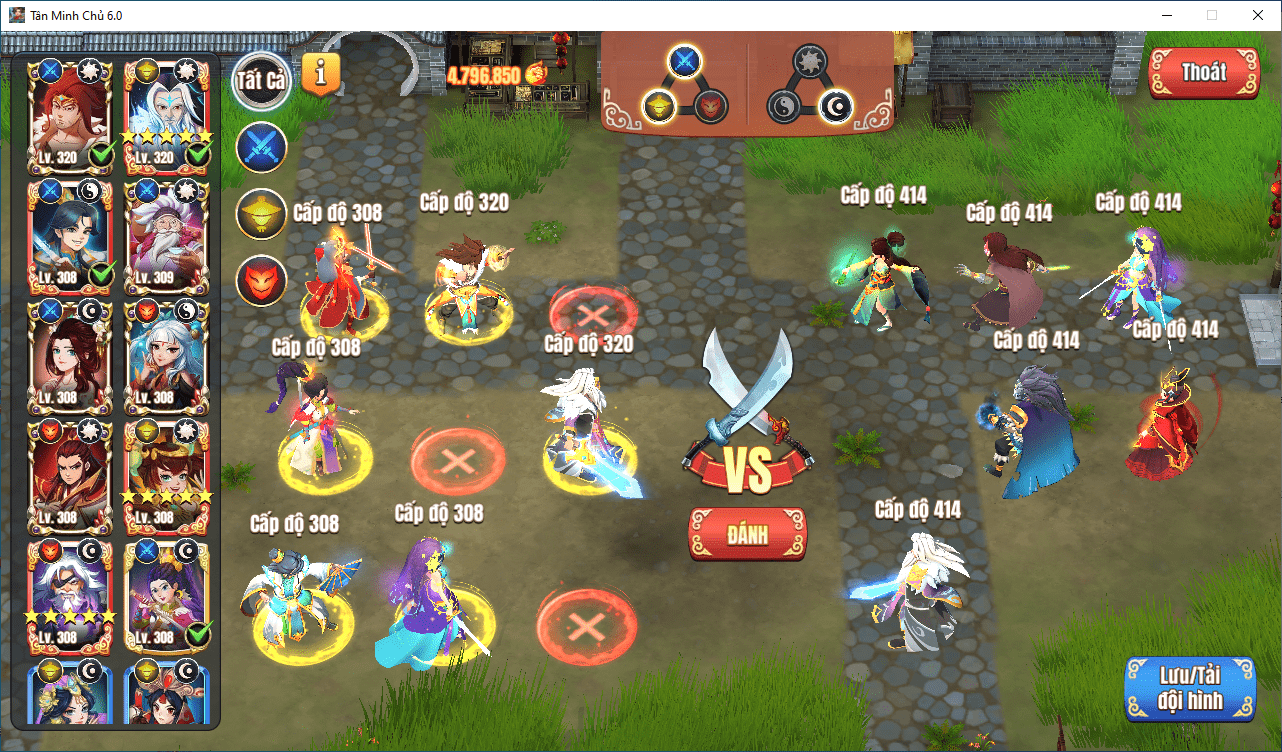 Tân Minh Chủ 6.0
Tất Cả
i
4.796.850
Thoát
Lv. 320
Lv. 320
Lv. 308
Lv. 309
Lv. 308
Lv. 308
Lv. 308
Lv. 308
Lv. 308
Lv. 308
Cấp độ 308
Cấp độ 320
Cấp độ 414
Cấp độ 414
Cấp độ 414
Cấp độ 308
Cấp độ 320
Cấp độ 414
Cấp độ 414
VS
ĐÁNH
Cấp độ 308
Cấp độ 308
Cấp độ 414
Lưu/Tải
đội hình